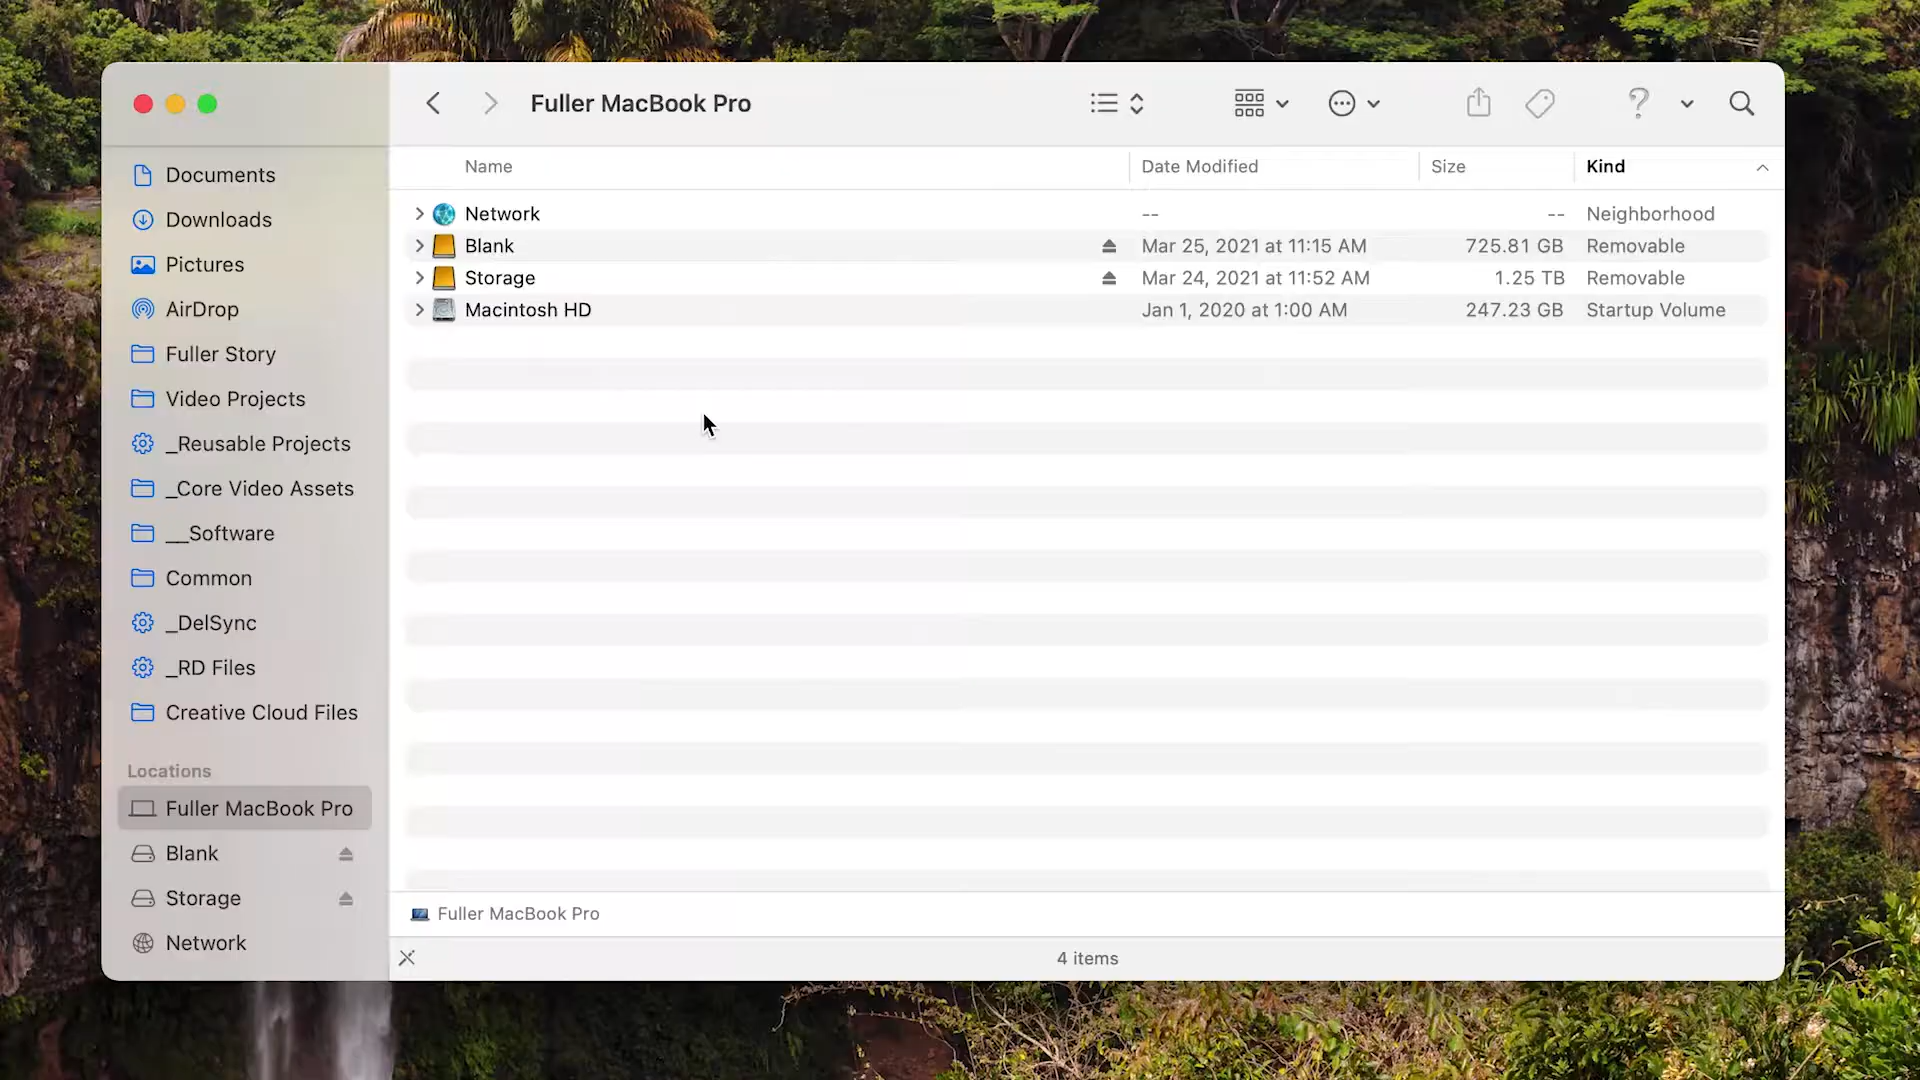 Fuller MacBook Pro
Name Date Modified Size Kind
Network -- -- Neighborhood
Blank Mar 25, 2021 at 11:15 AM 725.81 GB Removable
Storage Mar 24, 2021 at 11:52 AM 1.25 TB Removable
Macintosh HD Jan 1, 2020 at 1:00 AM 247.23 GB Startup Volume
Documents
Downloads
Pictures
AirDrop
Fuller Story
Video Projects
_Reusable Projects
_Core Video Assets
__Software
Common
_DelSync
_RD Files
Creative Cloud Files
Locations
Fuller MacBook Pro
Blank
Storage
Network
Fuller MacBook Pro
4 items